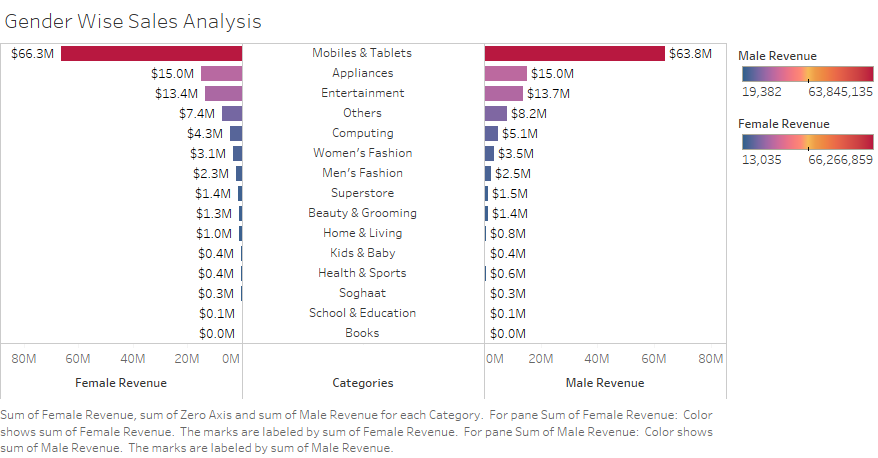 Gender Wise Sales Analysis
$66.3M Mobiles & Tablets $63.8M
$15.0M Appliances $15.0M
$13.4M Entertainment $13.7M
$7.4M Others $8.2M
$4.3M Computing $5.1M
$3.1M Women's Fashion $3.5M
$2.3M Men's Fashion $2.5M
$1.4M Superstore $1.5M
$1.3M Beauty & Grooming $1.4M
$1.0M Home & Living $0.8M
$0.4M Kids & Baby $0.4M
$0.4M Health & Sports $0.6M
$0.3M Soghaat $0.3M
$0.1M School & Education $0.1M
$0.0M Books $0.0M
80M 60M 40M 20M 0M 0M 20M 40M 60M 80M
Female Revenue Categories Male Revenue
Male Revenue
19,382 63,845,135
Female Revenue
13,035 66,266,859
Sum of Female Revenue, sum of Zero Axis and sum of Male Revenue for each Category. For pane Sum of Female Revenue: Color
shows sum of Female Revenue. The marks are labeled by sum of Female Revenue. For pane Sum of Male Revenue: Color shows
sum of Male Revenue. The marks are labeled by sum of Male Revenue.